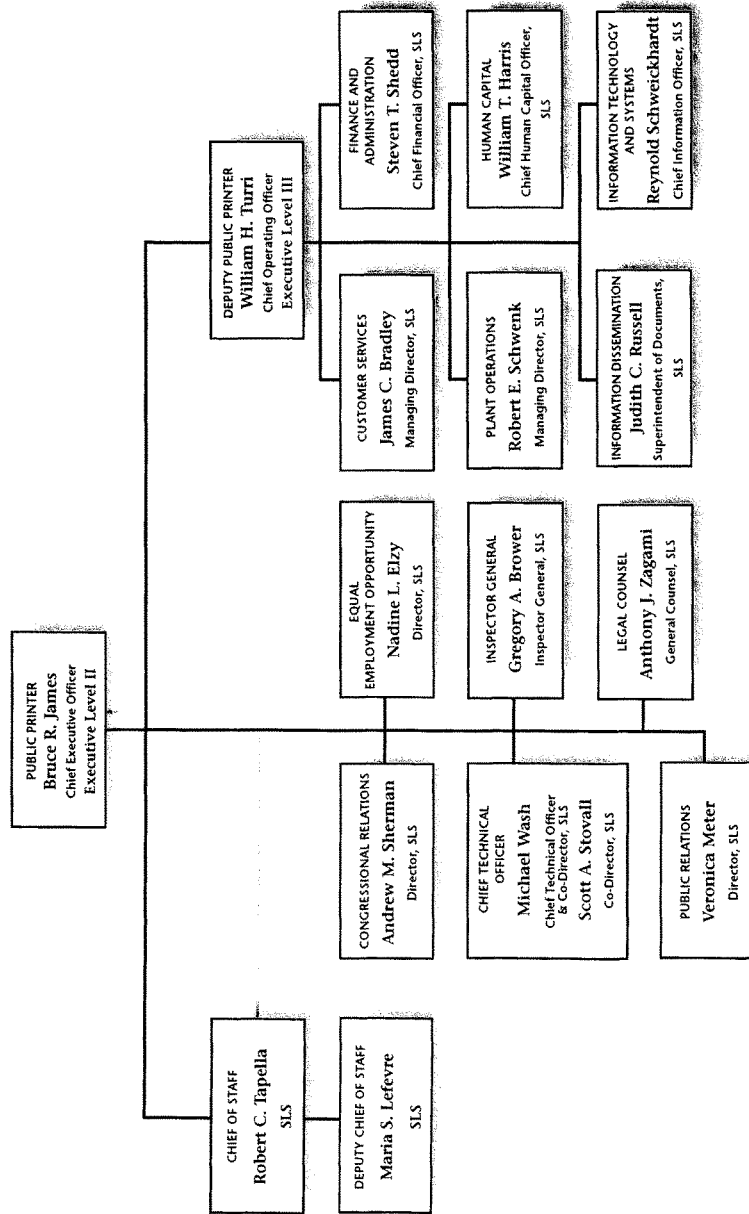 PUBLIC PRINTER
Bruce R. James
Chief Executive Officer
Executive Level II
CHIEF OF STAFF
Robert C. Tapella
SLS
DEPUTY CHIEF OF STAFF
Maria S. Lefevre
SLS
DEPUTY PUBLIC PRINTER
William H. Turri
Chief Operating Officer
Executive Level III
CONGRESSIONAL RELATIONS
Andrew M. Sherman
Director, SLS
EQUAL
EMPLOYMENT OPPORTUNITY
Nadine L. Elzy
Director, SLS
CHIEF TECHNICAL
OFFICER
Michael Wash
Chief Technical Officer
& Co-Director, SLS
Scott A. Stovall
Co-Director, SLS
INSPECTOR GENERAL
Gregory A. Brower
Inspector General, SLS
PUBLIC RELATIONS
Veronica Meter
Director, SLS
LEGAL COUNSEL
Anthony J. Zagami
General Counsel, SLS
CUSTOMER SERVICES
James C. Bradley
Managing Director, SLS
FINANCE AND
ADMINISTRATION
Steven T. Shedd
Chief Financial Officer, SLS
PLANT OPERATIONS
Robert E. Schwenk
Managing Director, SLS
HUMAN CAPITAL
William T. Harris
Chief Human Capital Officer,
SLS
INFORMATION DISSEMINATION
Judith C. Russell
Superintendent of Documents,
SLS
INFORMATION TECHNOLOGY
AND SYSTEMS
Reynold Schweickhardt
Chief Information Officer, SLS